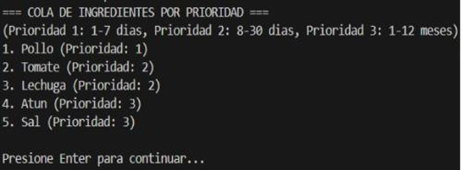 === COLA DE INGREDIENTES POR PRIORIDAD ===
(Prioridad 1: 1-7 dias, Prioridad 2: 8-30 dias, Prioridad 3: 1-12 meses)
1. Pollo (Prioridad: 1)
2. Tomate (Prioridad: 2)
3. Lechuga (Prioridad: 2)
4. Atun (Prioridad: 3)
5. Sal (Prioridad: 3)
Presione Enter para continuar...